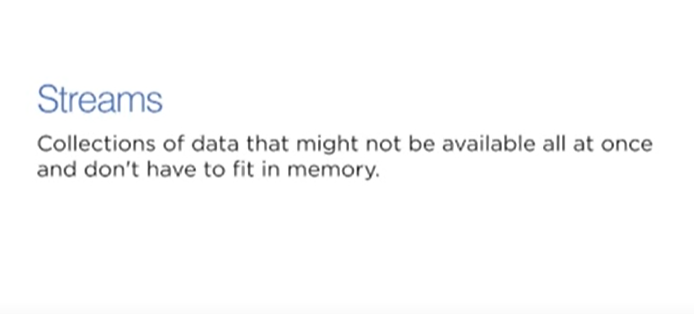 Streams
Collections of data that might not be available all at once
and don't have to fit in memory.